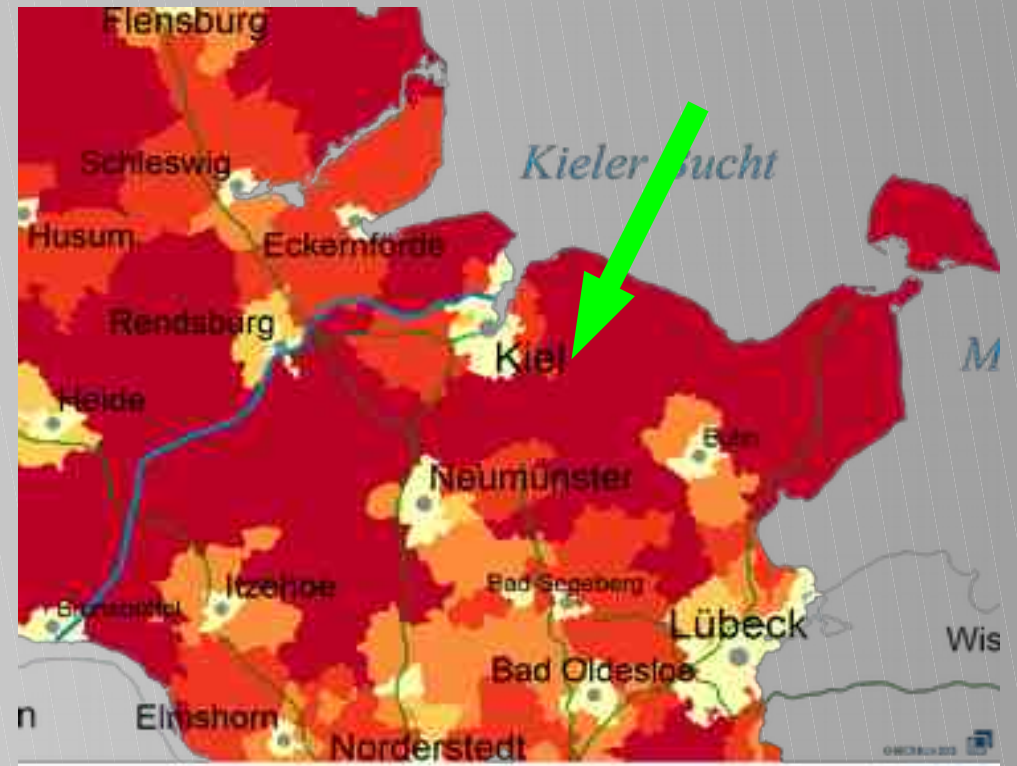 Flensburg
Schleswig
Kieler Bucht
Husum
Eckernförde
Rendsburg
Kiel
M
Heide
Neumünster
Itzehoe
Bad Segeberg
Lübeck
Wis
Bad Oldesloe
n
Elmshorn
Norderstedt